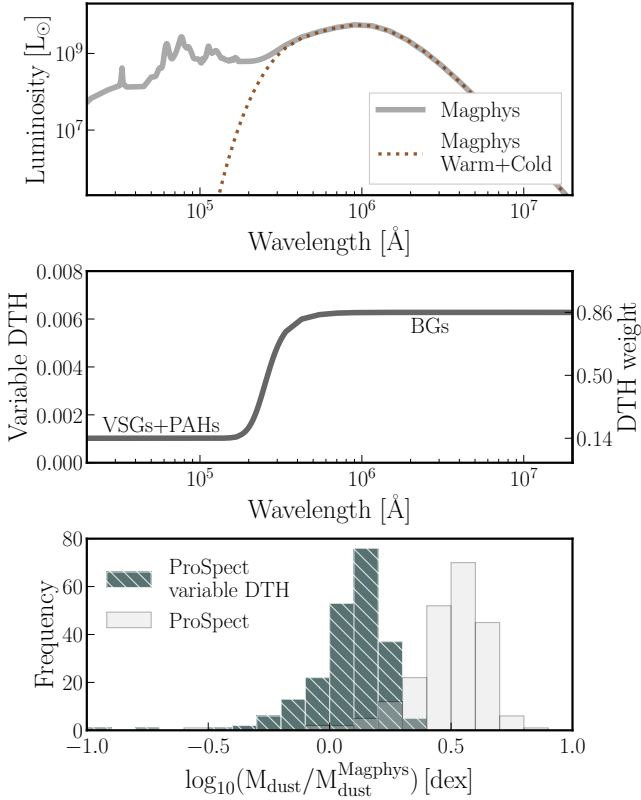 10⁹
10⁷
Luminosity [L⊙]
Magphys
Magphys
Warm+Cold
10⁵ 10⁶ 10⁷
Wavelength [Å]
0.008
0.006
0.004
0.002
0.000
Variable DTH
VSGs+PAHs
BGs
0.86
0.50
0.14
DTH weight
10⁵ 10⁶ 10⁷
Wavelength [Å]
80
60
40
20
0
Frequency
ProSpect
variable DTH
ProSpect
−1.0 −0.5 0.0 0.5 1.0
log₁₀(M_dust/M_dust^Magphys) [dex]